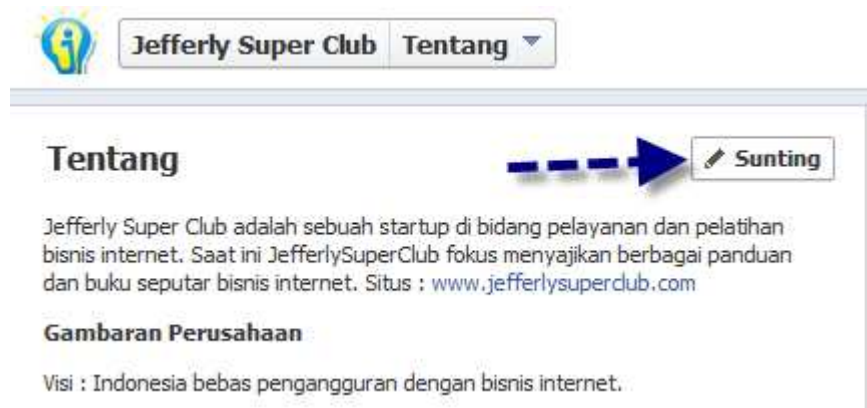 Jefferly Super Club Tentang
Tentang
Sunting
Jefferly Super Club adalah sebuah startup di bidang pelayanan dan pelatihan
bisnis internet. Saat ini JefferlySuperClub fokus menyajikan berbagai panduan
dan buku seputar bisnis internet. Situs : www.jefferlysuperclub.com
Gambaran Perusahaan
Visi : Indonesia bebas pengangguran dengan bisnis internet.